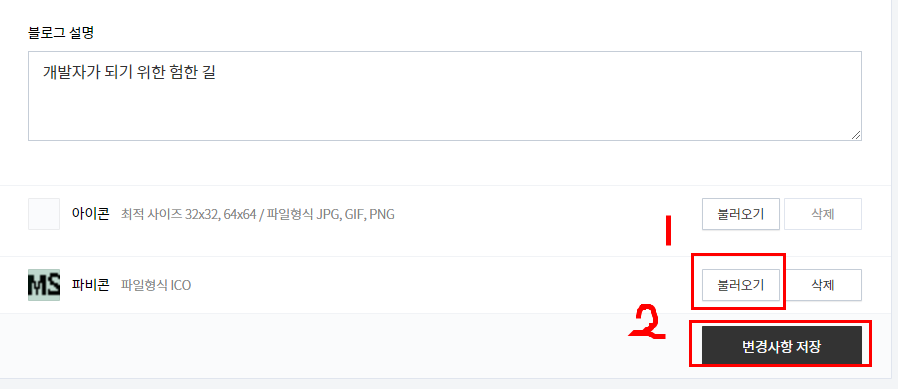 블로그 설명
개발자가 되기 위한 험한 길
아이콘 최적 사이즈 32x32, 64x64 / 파일형식 JPG, GIF, PNG 불러오기 삭제
1
MS 파비콘 파일형식 ICO 불러오기 삭제
2
변경사항 저장